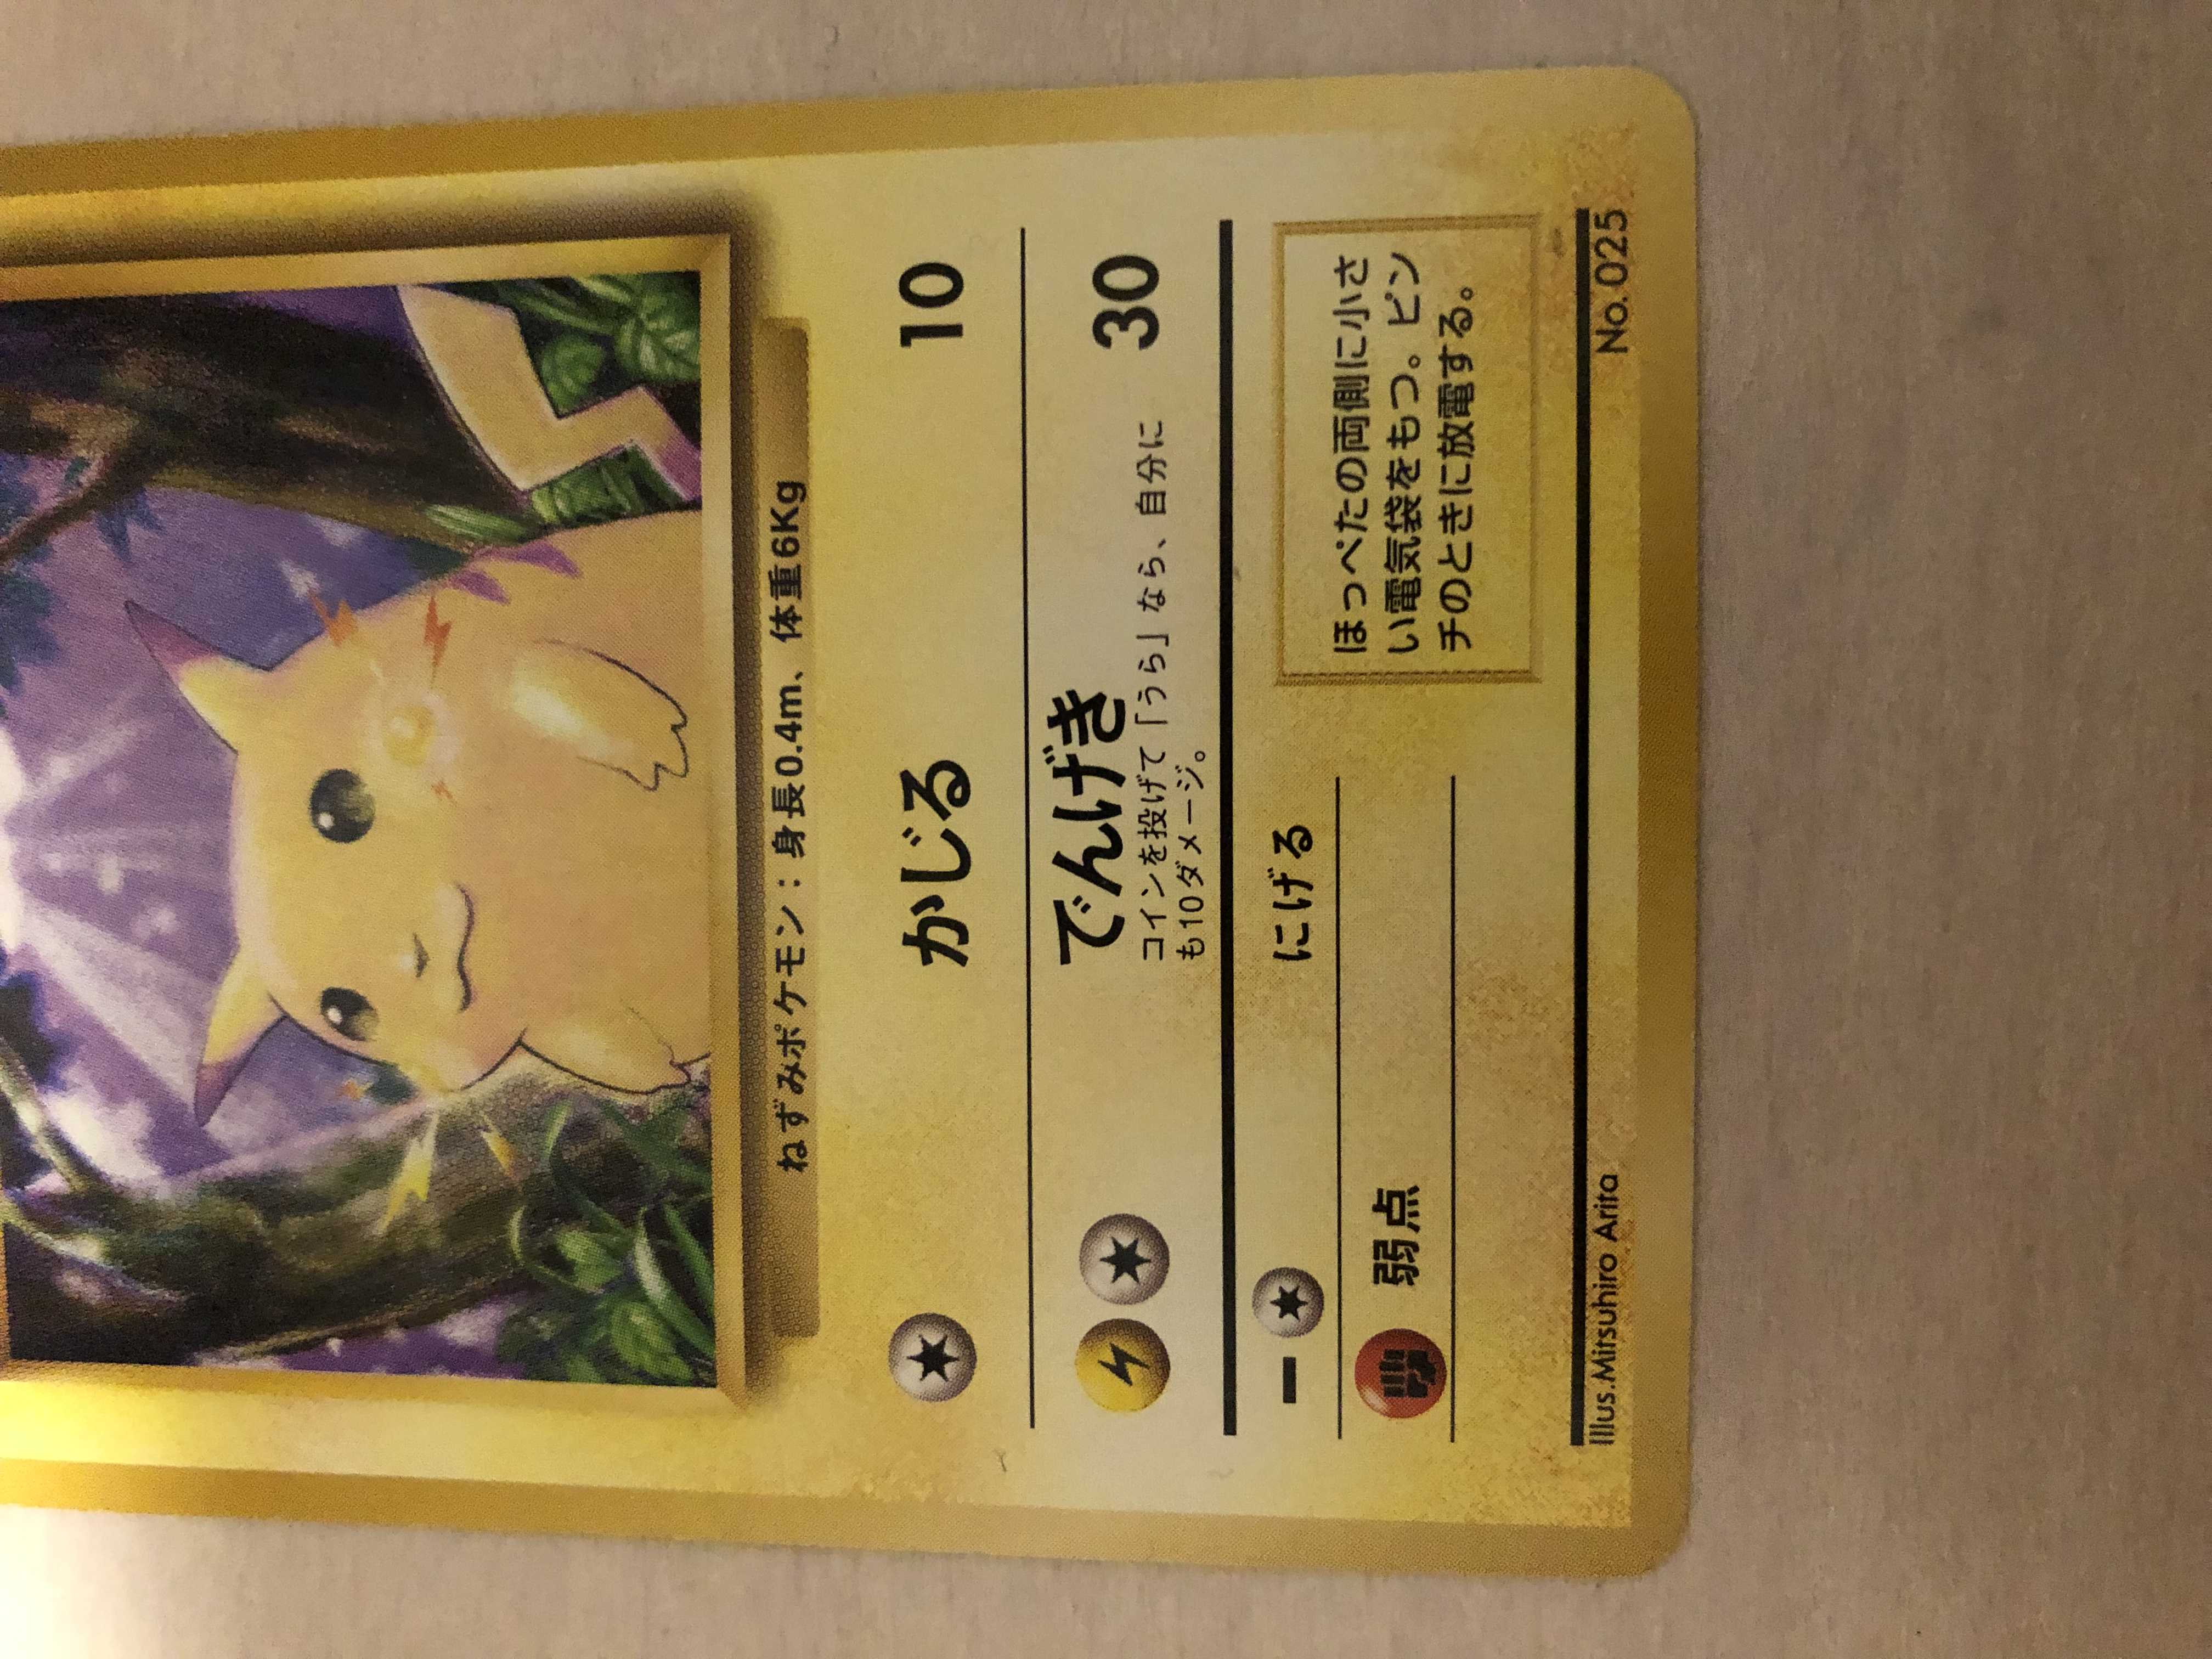 ねずみポケモン：身長0.4m、体重6Kg
かじる 10
でんげき 30
コインを投げて「うら」なら、自分に
も10ダメージ。
にげる
弱点
ほっぺたの両側に小さ
い電気袋をもつ。ピン
チのときに放電する。
Illus.Mitsuhiro Arita No.025